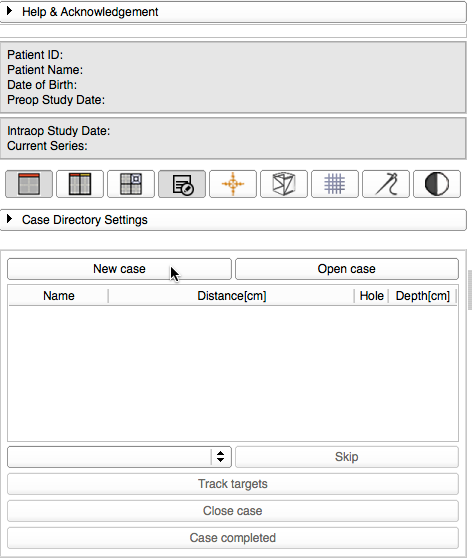 Help & Acknowledgement
Patient ID:
Patient Name:
Date of Birth:
Preop Study Date:
Intraop Study Date:
Current Series:
Case Directory Settings
New case Open case
Name Distance[cm] Hole Depth[cm]
Skip
Track targets
Close case
Case completed